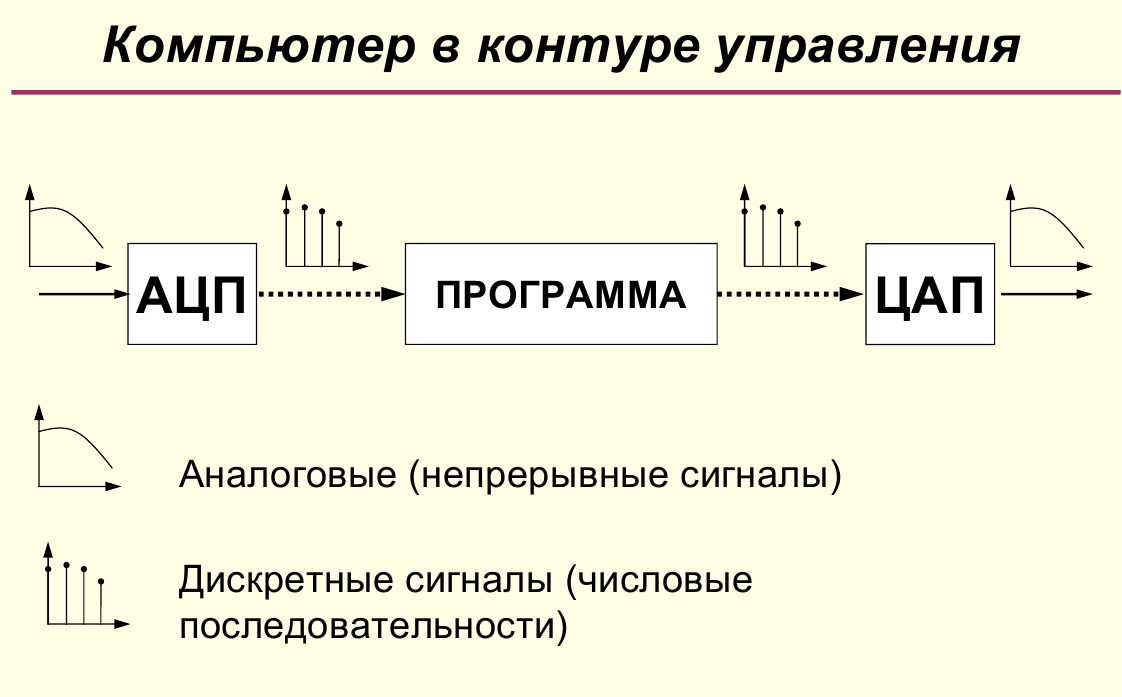 Компьютер в контуре управления
АЦП
ПРОГРАММА
ЦАП
Аналоговые (непрерывные сигналы)
Дискретные сигналы (числовые
последовательности)